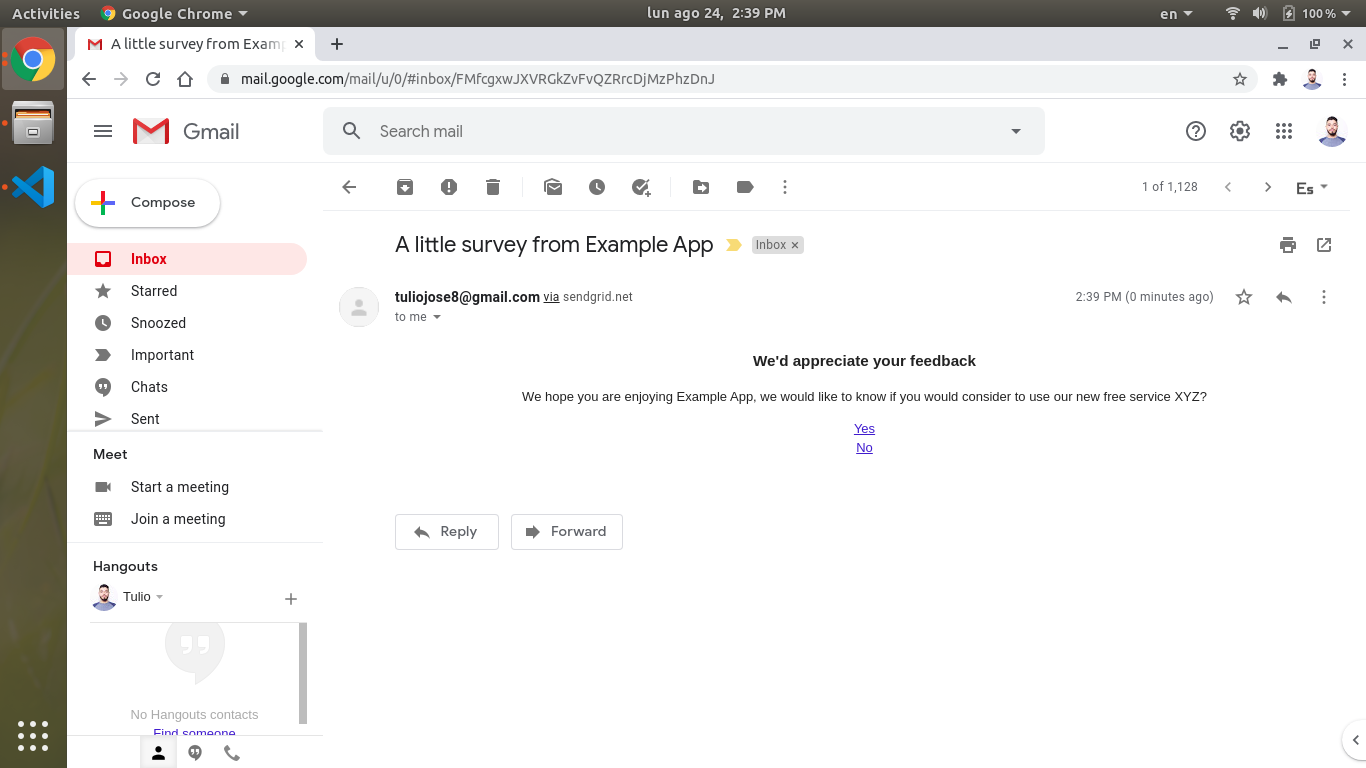 Activities
Google Chrome
lun ago 24, 2:39 PM
en
100 %
A little survey from Examp
mail.google.com/mail/u/0/#inbox/FMfcgxwJXVRGkZvFvQZRrcDjMzPhzDnJ
Gmail
Search mail
Compose
1 of 1,128
Es
A little survey from Example App
Inbox ×
Inbox
Starred
Snoozed
Important
Chats
Sent
tuliojose8@gmail.com via sendgrid.net
2:39 PM (0 minutes ago)
to me
We'd appreciate your feedback
We hope you are enjoying Example App, we would like to know if you would consider to use our new free service XYZ?
Yes
No
Reply
Forward
Meet
Start a meeting
Join a meeting
Hangouts
Tulio
No Hangouts contacts
Find someone